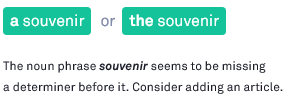 a souvenir or the souvenir
The noun phrase souvenir seems to be missing
a determiner before it. Consider adding an article.